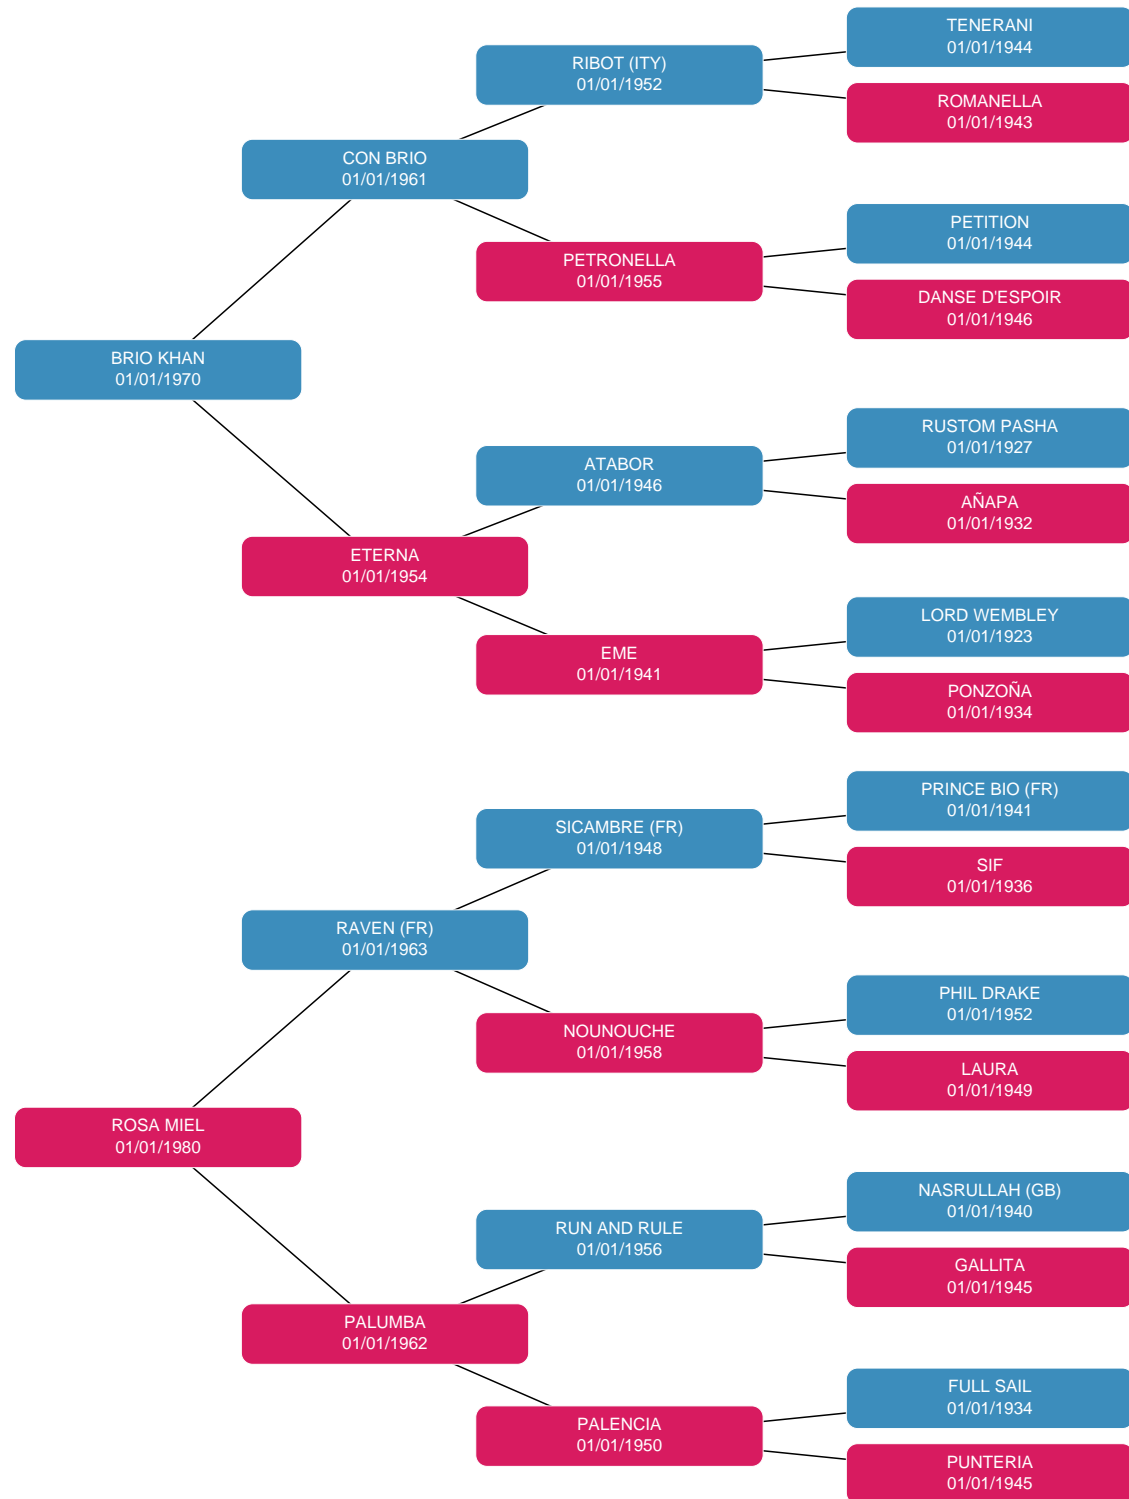 TENERANI
01/01/1944
RIBOT (ITY)
01/01/1952
ROMANELLA
01/01/1943
CON BRIO
01/01/1961
PETITION
01/01/1944
PETRONELLA
01/01/1955
DANSE D'ESPOIR
01/01/1946
BRIO KHAN
01/01/1970
RUSTOM PASHA
01/01/1927
ATABOR
01/01/1946
AÑAPA
01/01/1932
ETERNA
01/01/1954
LORD WEMBLEY
01/01/1923
EME
01/01/1941
PONZOÑA
01/01/1934
PRINCE BIO (FR)
01/01/1941
SICAMBRE (FR)
01/01/1948
SIF
01/01/1936
RAVEN (FR)
01/01/1963
PHIL DRAKE
01/01/1952
NOUNOUCHE
01/01/1958
LAURA
01/01/1949
ROSA MIEL
01/01/1980
NASRULLAH (GB)
01/01/1940
RUN AND RULE
01/01/1956
GALLITA
01/01/1945
PALUMBA
01/01/1962
FULL SAIL
01/01/1934
PALENCIA
01/01/1950
PUNTERIA
01/01/1945